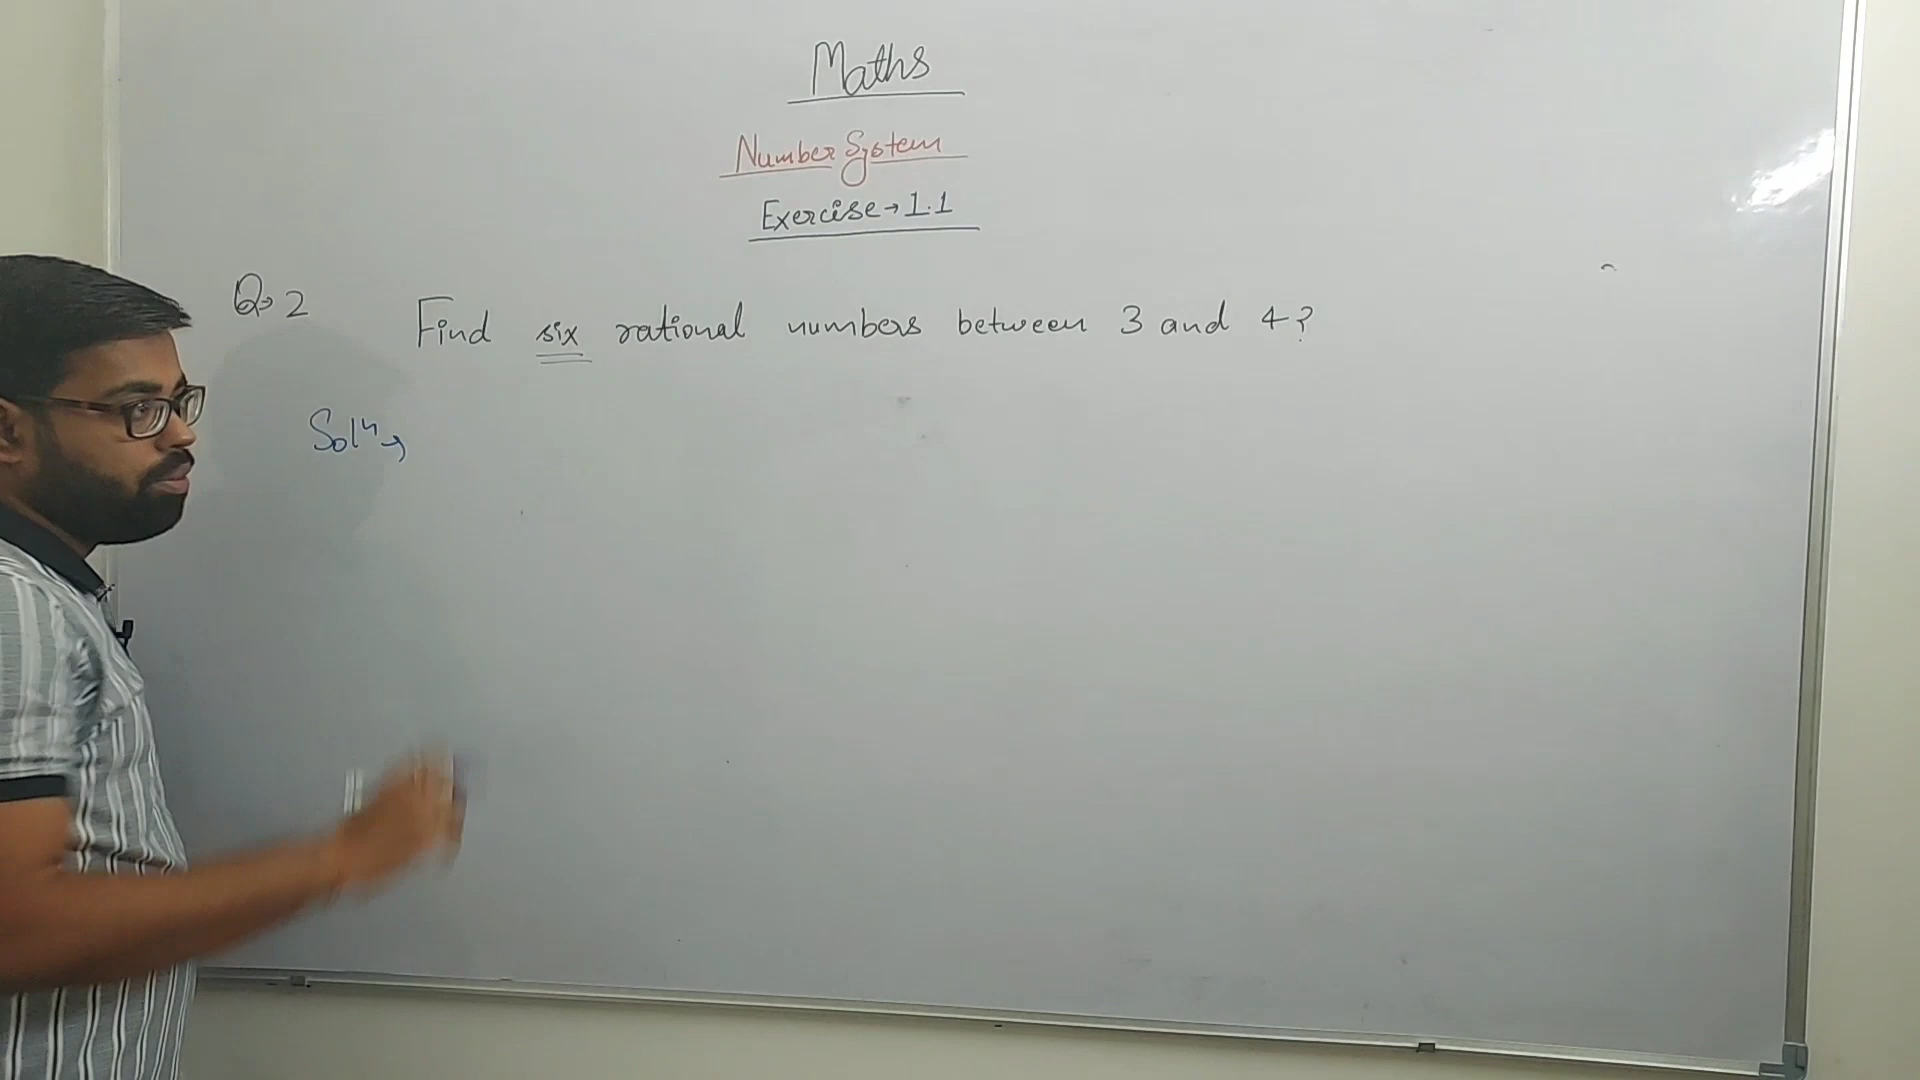 Maths
Number System
Exercise → 1.1
Q → 2 Find six rational numbers between 3 and 4?
Solⁿ →